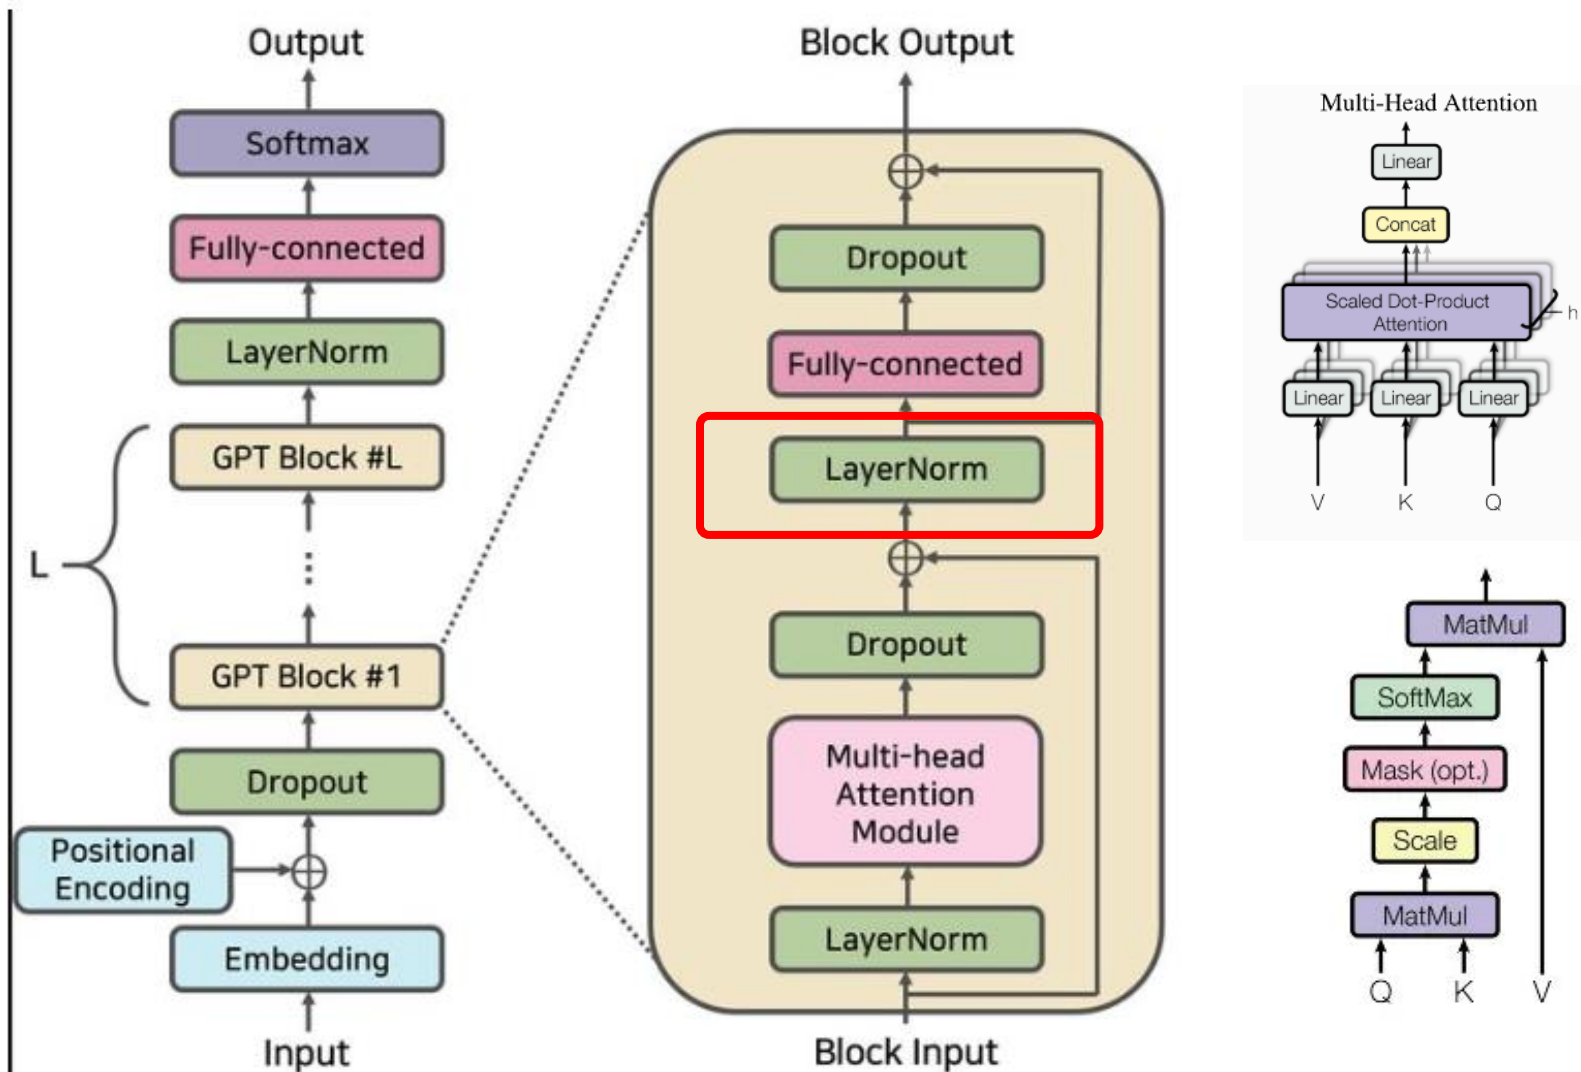 Output
Softmax
Fully-connected
LayerNorm
GPT Block #L
L
GPT Block #1
Dropout
Positional
Encoding
Embedding
Input
Block Output
Dropout
Fully-connected
LayerNorm
Dropout
Multi-head
Attention
Module
LayerNorm
Block Input
Multi-Head Attention
Linear
Concat
Scaled Dot-Product
Attention
h
Linear Linear Linear
V K Q
MatMul
SoftMax
Mask (opt.)
Scale
MatMul
Q K V